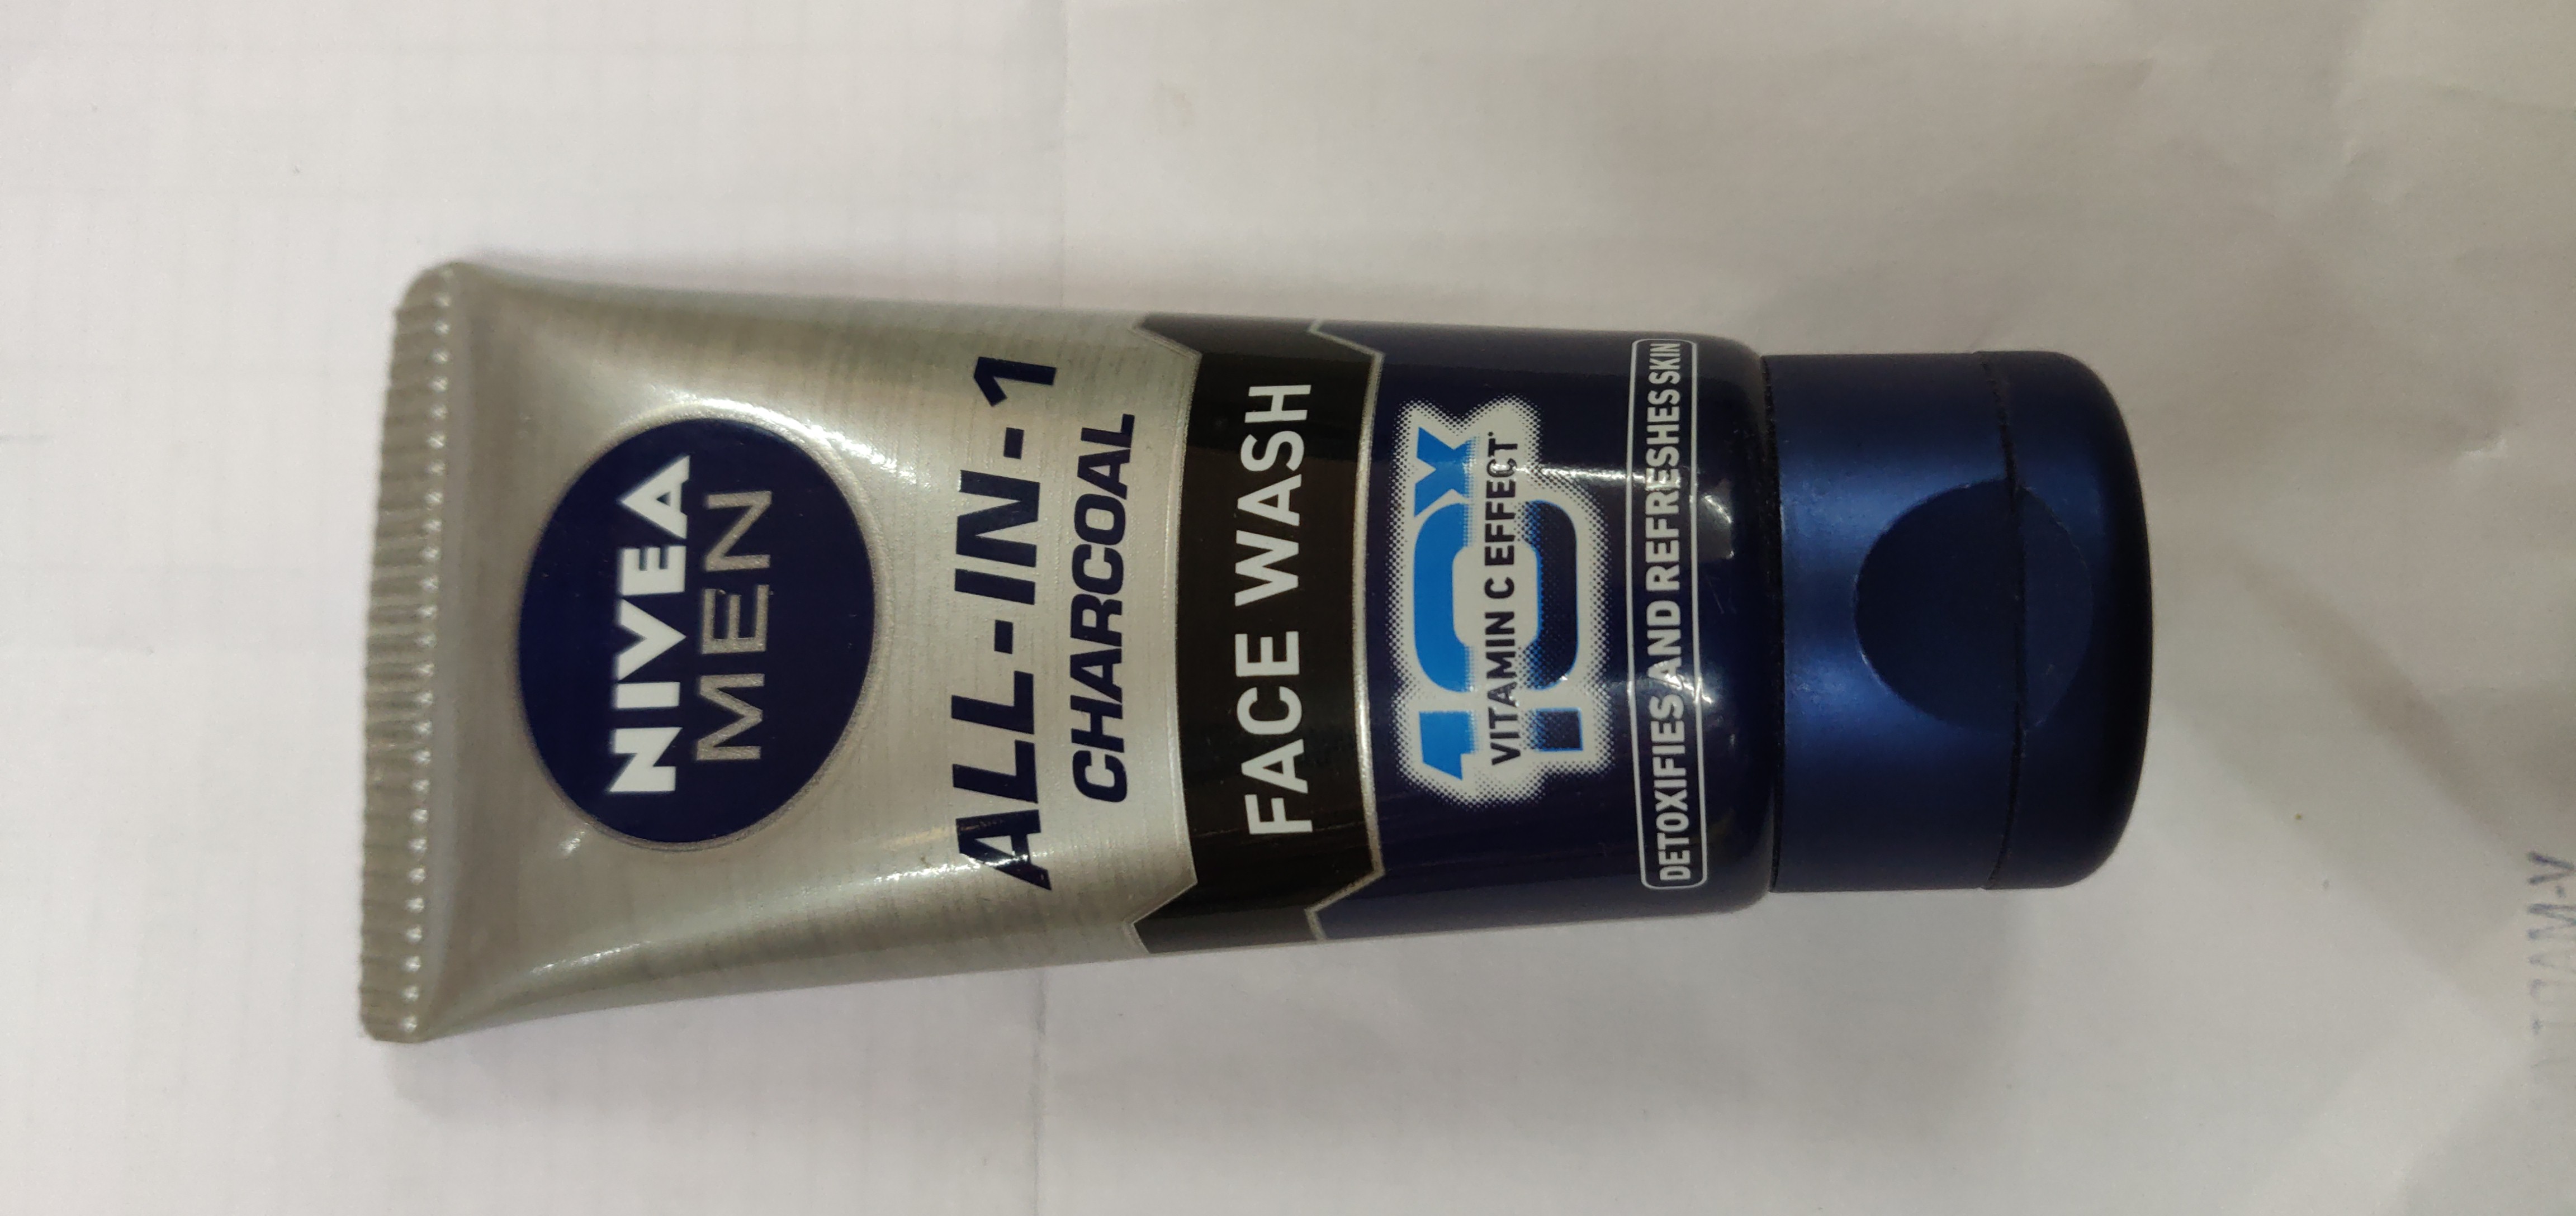 NIVEA
MEN
ALL-IN-1
CHARCOAL
FACE WASH
10X
VITAMIN C EFFECT*
DETOXIFIES AND REFRESHES SKIN